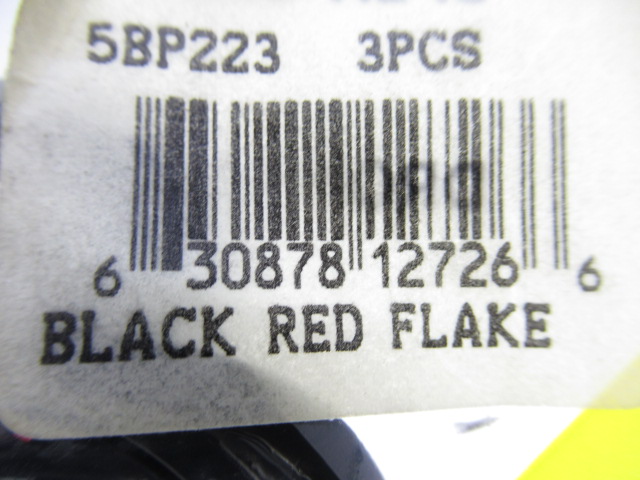 5BP223 3PCS
6 30878 12726 6
BLACK RED FLAKE